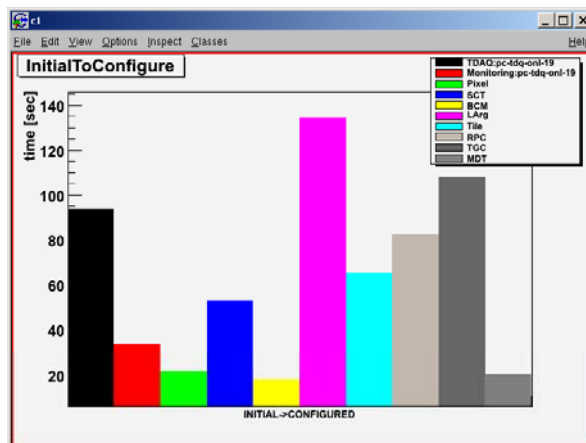 c1
File Edit View Options Inspect Classes
Help
InitialToConfigure
TDAQ:pc-tdq-onl-19
Monitoring:pc-tdq-onl-19
Pixel
SCT
BCM
LArg
Tile
RPC
TGC
MDT
time [sec]
140
120
100
80
60
40
20
INITIAL->CONFIGURED